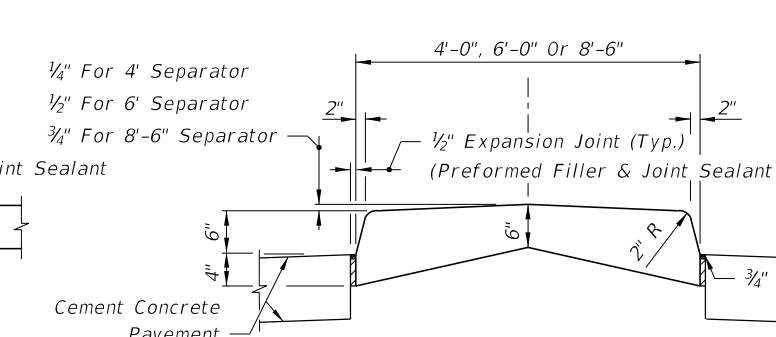 4'-0", 6'-0" Or 8'-6"
¼" For 4' Separator
½" For 6' Separator
¾" For 8'-6" Separator
2"
2"
½" Expansion Joint (Typ.)
(Preformed Filler & Joint Sealant
int Sealant
6"
6"
2" R
4"
¾"
Cement Concrete
Pavement